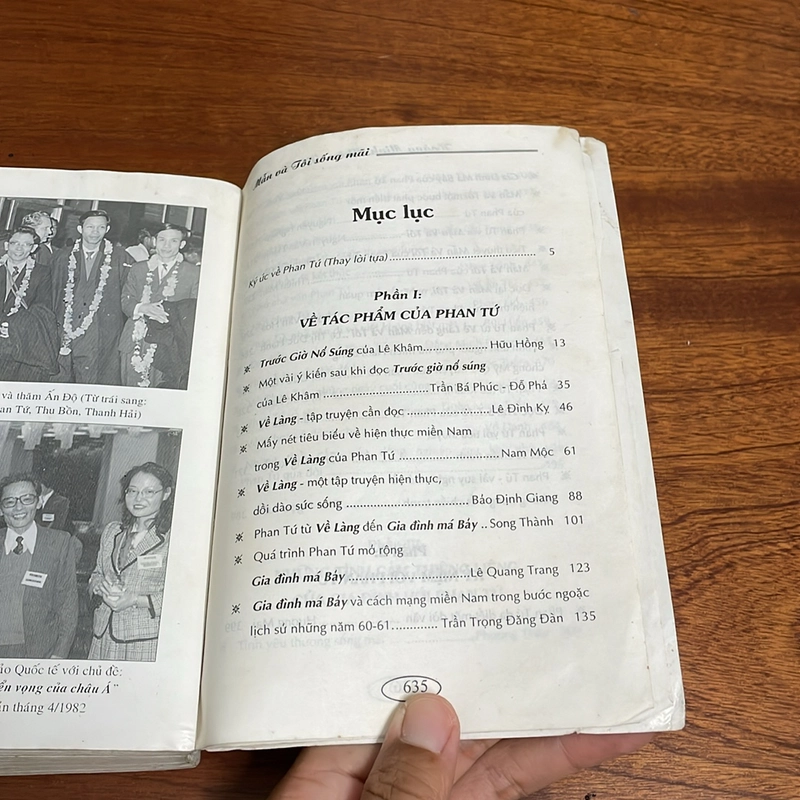 và thăm Ấn Độ (Từ trái sang:
an Tứ, Thu Bồn, Thanh Hải)
ảo Quốc tế với chủ đề:
ển vọng của châu Á"
n tháng 4/1982
Mẫn và Tôi sống mãi
Mục lục
Ký ức về Phan Tứ (Thay lời tựa) 5
Phần I:
VỀ TÁC PHẨM CỦA PHAN TỨ
※ Trước Giờ Nổ Súng của Lê Khâm Hữu Hồng 13
※ Một vài ý kiến sau khi đọc Trước giờ nổ súng
của Lê Khâm Trần Bá Phúc - Đỗ Phá 35
※ Về Làng - tập truyện cần đọc Lê Đình Kỵ 46
※ Mấy nét tiêu biểu về hiện thực miền Nam
trong Về Làng của Phan Tứ Nam Mộc 61
※ Về Làng - một tập truyện hiện thực,
dồi dào sức sống Bảo Định Giang 88
※ Phan Tứ từ Về Làng đến Gia đình má Bảy .. Song Thành 101
※ Quá trình Phan Tứ mở rộng
Gia đình má Bảy Lê Quang Trang 123
※ Gia đình má Bảy và cách mạng miền Nam trong bước ngoặc
lịch sử những năm 60-61 Trần Trọng Đăng Đàn 135
635